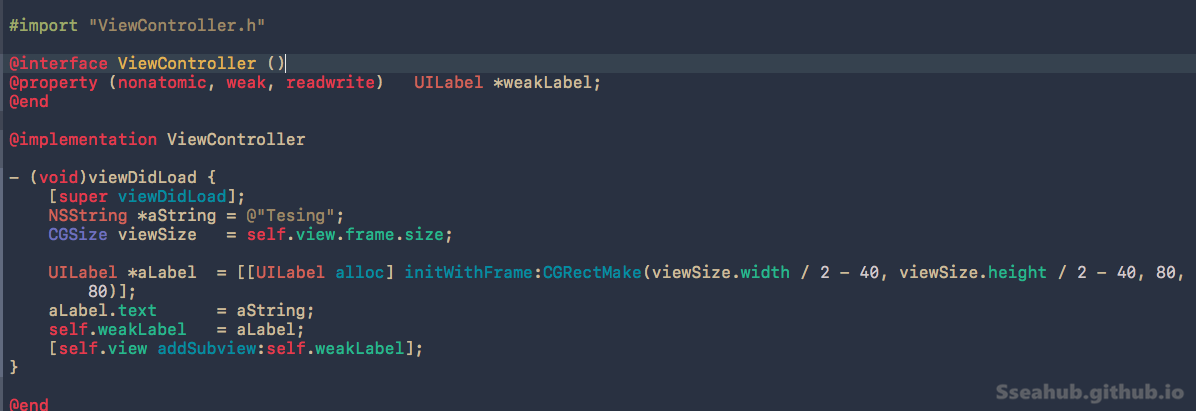 #import "ViewController.h"
@interface ViewController ()
@property (nonatomic, weak, readwrite)   UILabel *weakLabel;
@end
@implementation ViewController
- (void)viewDidLoad {
    [super viewDidLoad];
    NSString *aString = @"Tesing";
    CGSize viewSize   = self.view.frame.size;
    UILabel *aLabel  = [[UILabel alloc] initWithFrame:CGRectMake(viewSize.width / 2 - 40, viewSize.height / 2 - 40, 80,
        80)];
    aLabel.text      = aString;
    self.weakLabel   = aLabel;
    [self.view addSubview:self.weakLabel];
}
@end
Sseahub.github.io